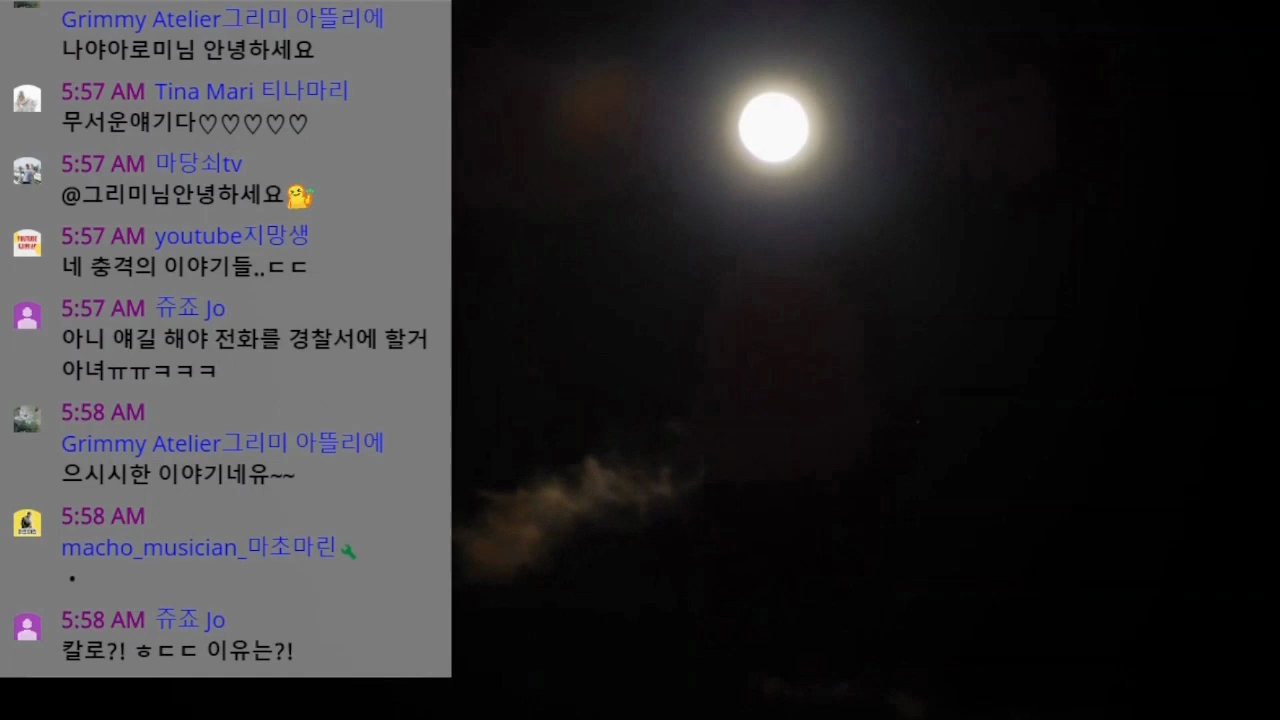 Grimmy Atelier그리미 아뜰리에
나야아로미님 안녕하세요
5:57 AM Tina Mari 티나마리
무서운얘기다♡♡♡♡♡
5:57 AM 마당쇠tv
@그리미님안녕하세요
5:57 AM youtube지망생
네 충격의 이야기들..ㄷㄷ
5:57 AM 쥬죠 Jo
아니 얘길 해야 전화를 경찰서에 할거
아녀ㅠㅠㅋㅋㅋ
5:58 AM
Grimmy Atelier그리미 아뜰리에
으시시한 이야기네유~~
5:58 AM
macho_musician_마초마린
•
5:58 AM 쥬죠 Jo
칼로?! ㅎㄷㄷ 이유는?!